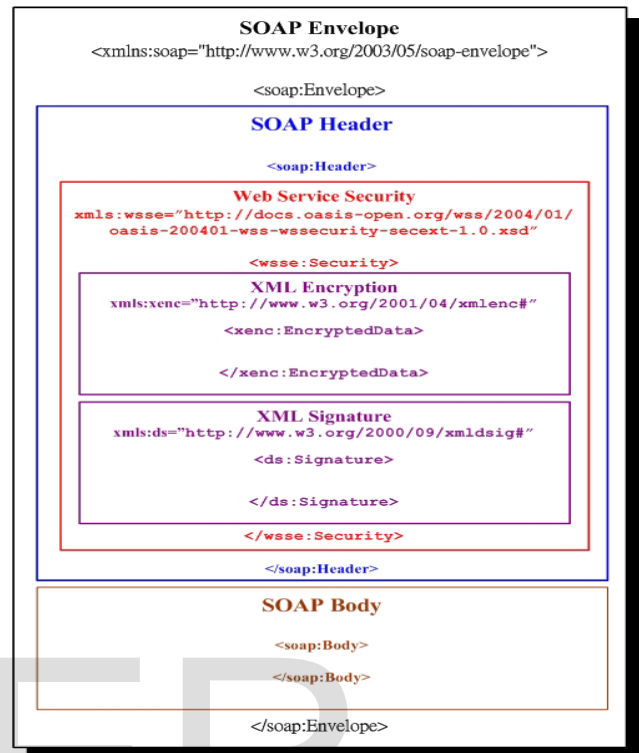 SOAP Envelope
<xmlns:soap="http://www.w3.org/2003/05/soap-envelope">
<soap:Envelope>
SOAP Header
<soap:Header>
Web Service Security
xmls:wsse="http://docs.oasis-open.org/wss/2004/01/
oasis-200401-wss-wssecurity-secext-1.0.xsd"
<wsse:Security>
XML Encryption
xmls:xenc="http://www.w3.org/2001/04/xmlenc#"
<xenc:EncryptedData>
</xenc:EncryptedData>
XML Signature
xmls:ds="http://www.w3.org/2000/09/xmldsig#"
<ds:Signature>
</ds:Signature>
</wsse:Security>
</soap:Header>
SOAP Body
<soap:Body>
</soap:Body>
</soap:Envelope>